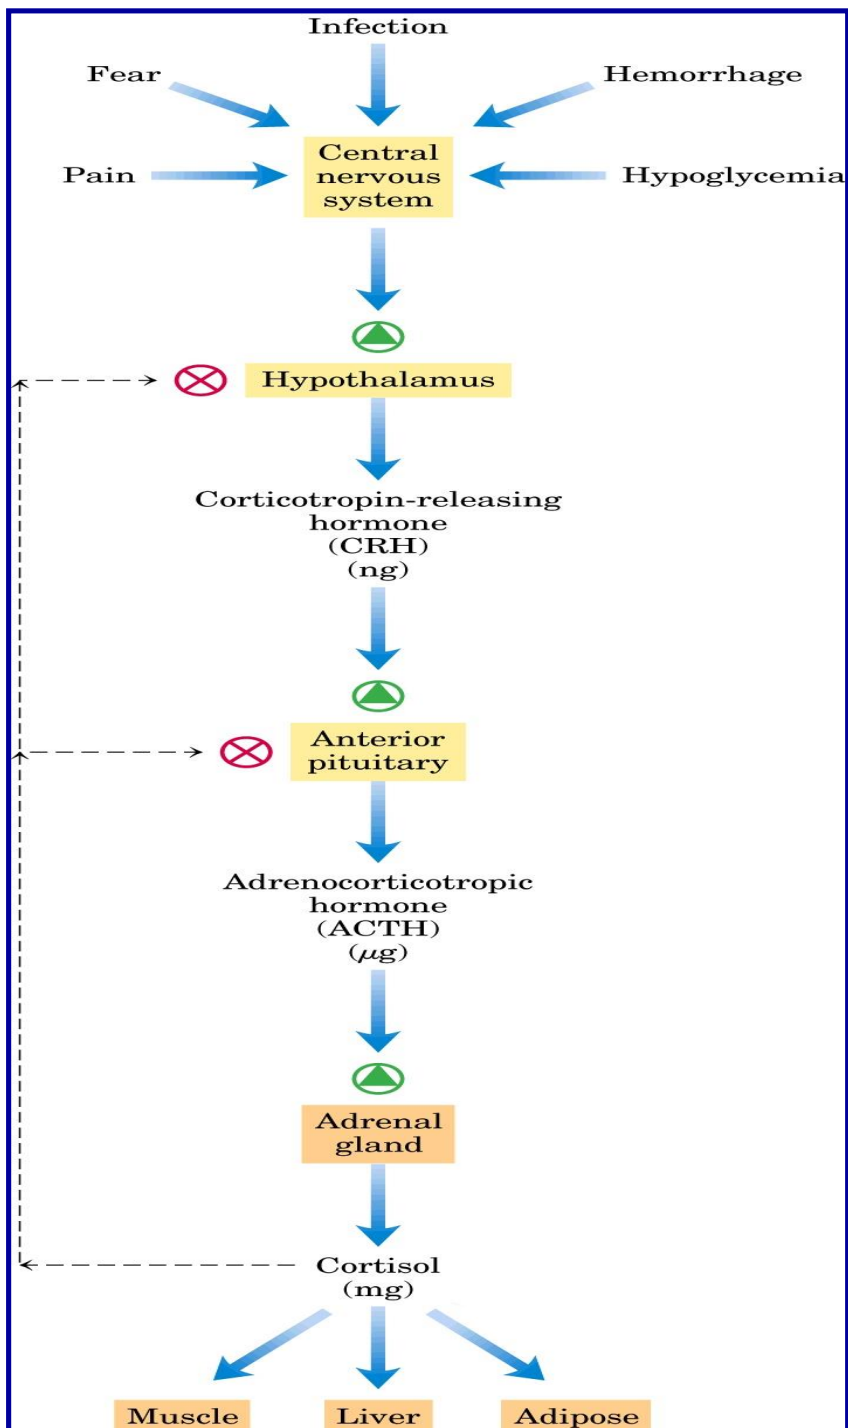 Infection
Fear
Hemorrhage
Pain
Central
nervous
system
Hypoglycemia
Hypothalamus
Corticotropin-releasing
hormone
(CRH)
(ng)
Anterior
pituitary
Adrenocorticotropic
hormone
(ACTH)
(μg)
Adrenal
gland
Cortisol
(mg)
Muscle
Liver
Adipose